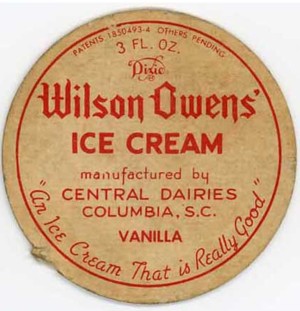 PATENTS 1850493-4 OTHERS PENDING
3 FL. OZ.
Dixie
Wilson Owens'
ICE CREAM
manufactured by
CENTRAL DAIRIES
COLUMBIA, S.C.
VANILLA
"An Ice Cream That is Really Good"